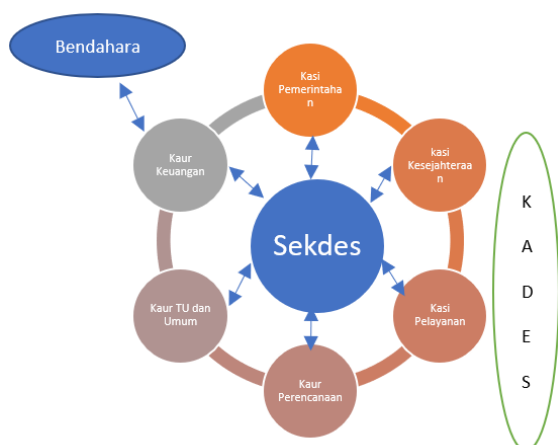 Bendahara
Kasi
Pemerintaha
n
Kaur
Keuangan
kasi
Kesejahteraa
n
K
A
D
E
S
Sekdes
Kaur TU dan
Umum
Kasi
Pelayanan
Kaur
Perencanaan